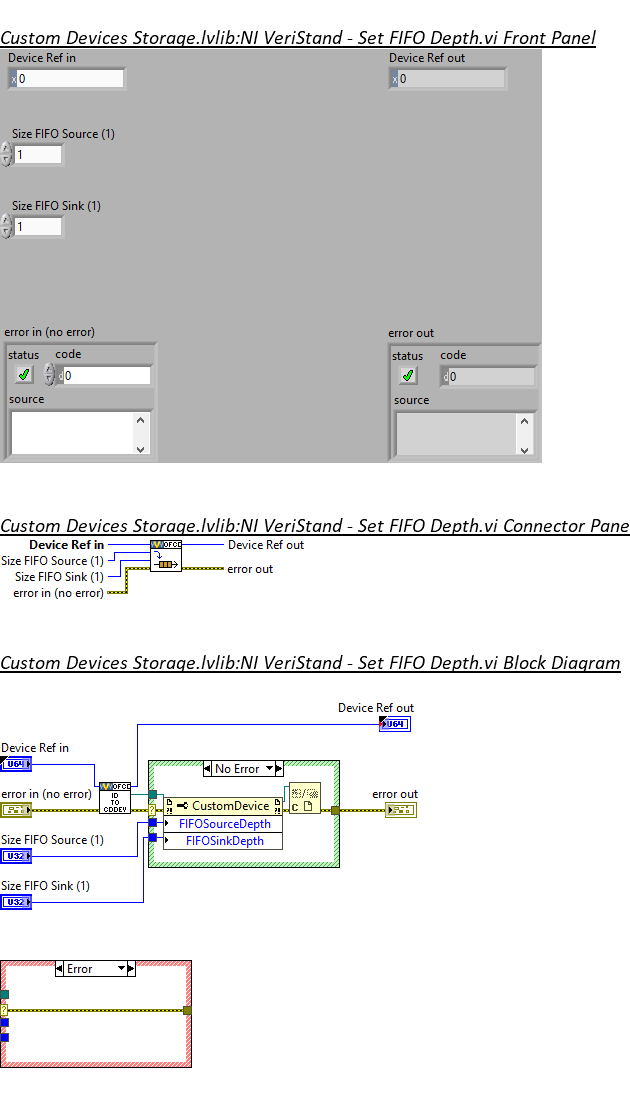 Custom Devices Storage.lvlib:NI VeriStand - Set FIFO Depth.vi Front Panel
Device Ref in
Device Ref out
x 0
x 0
Size FIFO Source (1)
1
Size FIFO Sink (1)
1
error in (no error)
error out
status code
status code
d 0
d 0
source
source
Custom Devices Storage.lvlib:NI VeriStand - Set FIFO Depth.vi Connector Pane
Device Ref in
Device Ref out
Size FIFO Source (1)
error out
Size FIFO Sink (1)
error in (no error)
Custom Devices Storage.lvlib:NI VeriStand - Set FIFO Depth.vi Block Diagram
Device Ref out
U64
Device Ref in
U64
No Error
error in (no error)
ID
TO
CDDEV
CustomDevice
error out
FIFOSourceDepth
Size FIFO Source (1)
U32
FIFOSinkDepth
Size FIFO Sink (1)
U32
Error